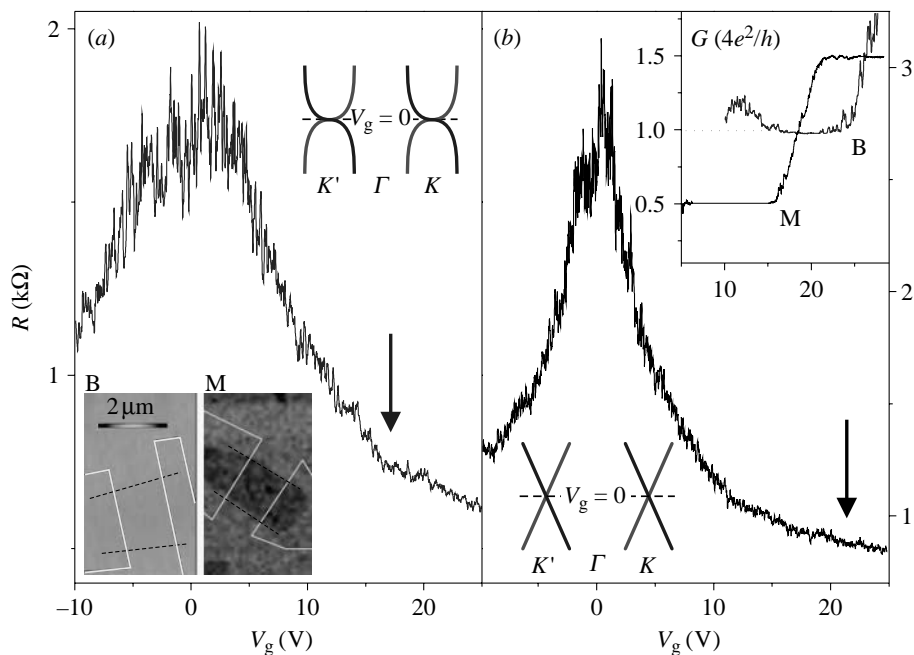 (a)
(b)
R (kΩ)
2
1
V_g = 0
K' Γ K
B
M
2 μm
G (4e²/h)
1.5
1.0
0.5
B
M
10 20
3
2
1
V_g = 0
K' Γ K
–10 0 10 20
0 10 20
V_g (V)
V_g (V)